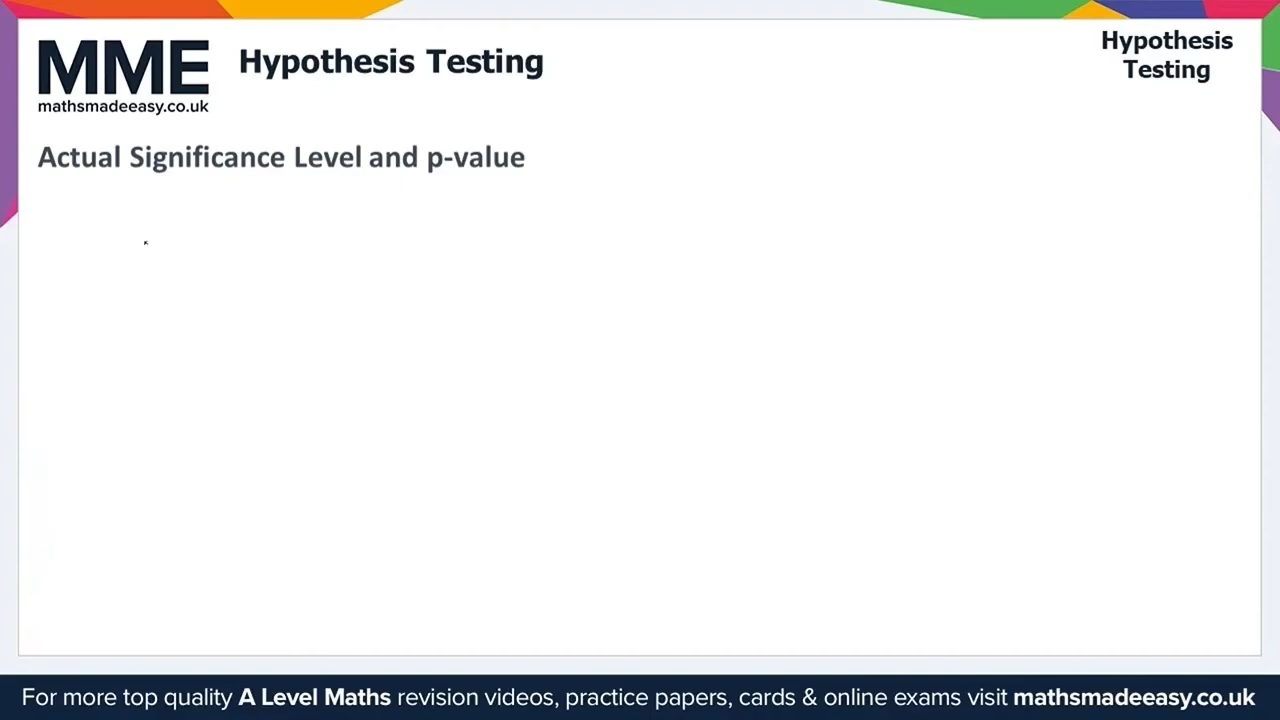 MME
mathsmadeeasy.co.uk
Hypothesis Testing
Hypothesis
Testing
Actual Significance Level and p-value
For more top quality A Level Maths revision videos, practice papers, cards & online exams visit mathsmadeeasy.co.uk